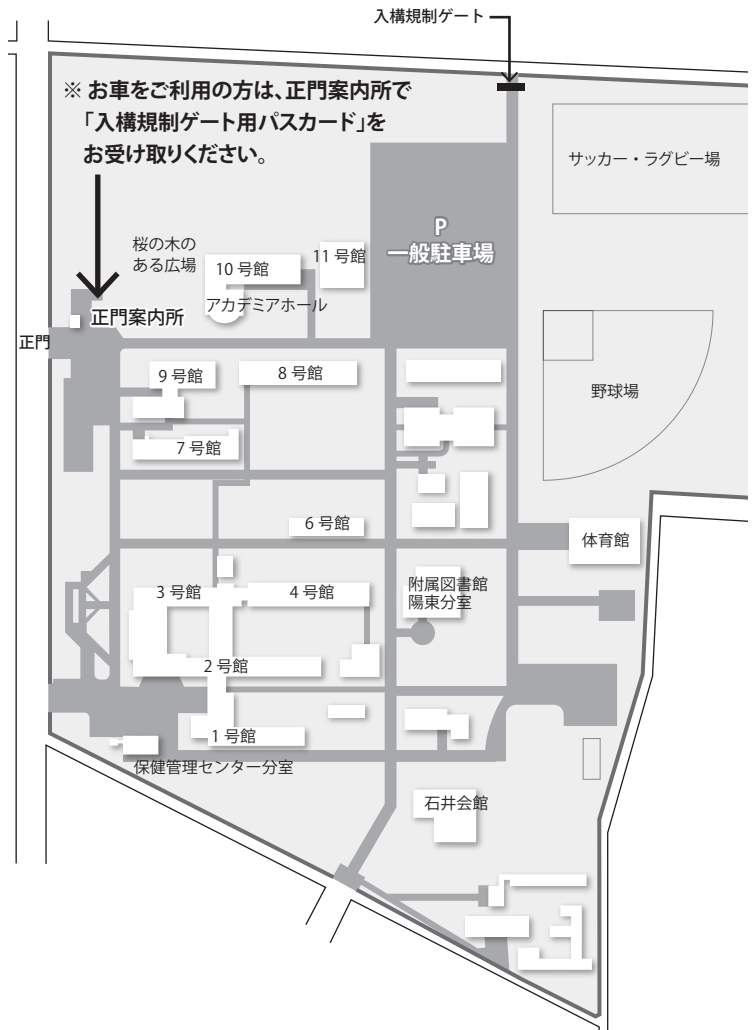 入構規制ゲート
※ お車をご利用の方は、正門案内所で
「入構規制ゲート用パスカード」を
お受け取りください。
サッカー・ラグビー場
P
一般駐車場
桜の木の
ある広場
10 号館
11 号館
アカデミアホール
正門案内所
正門
9 号館
8 号館
野球場
7 号館
6 号館
体育館
3 号館
4 号館
附属図書館
陽東分室
2 号館
1 号館
保健管理センター分室
石井会館